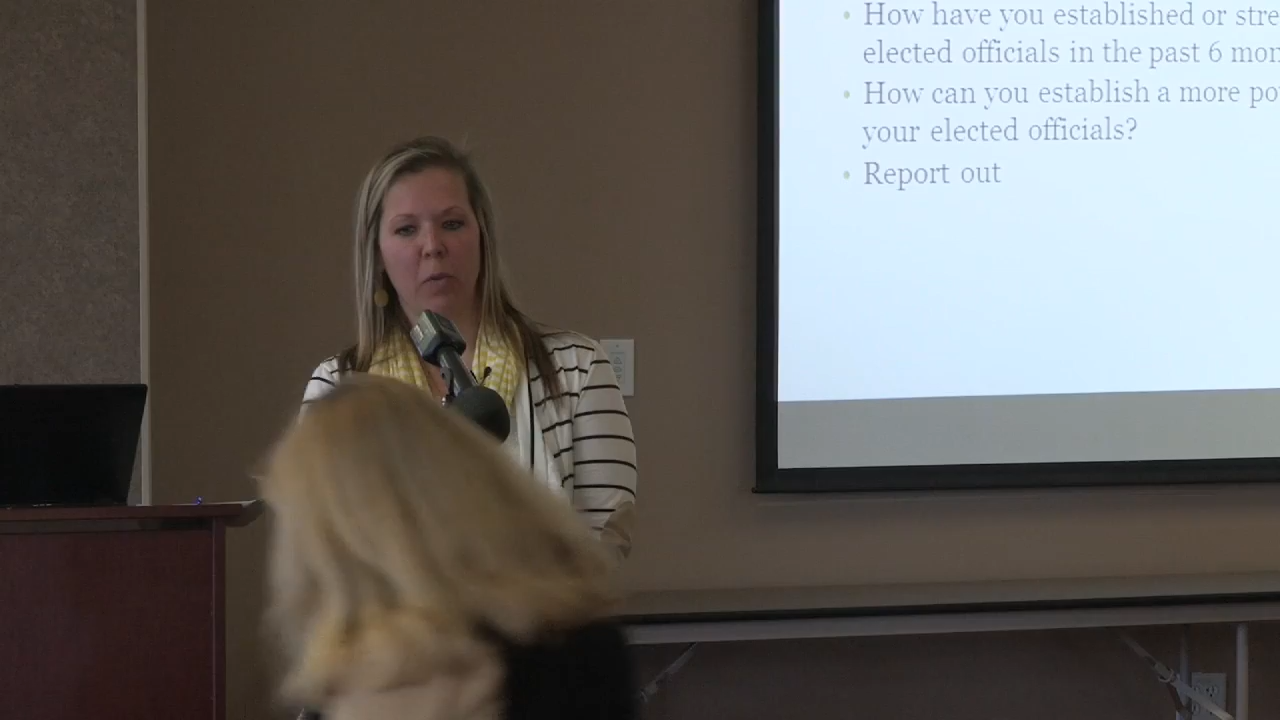 • How have you established or stre
elected officials in the past 6 mon
• How can you establish a more po
your elected officials?
• Report out